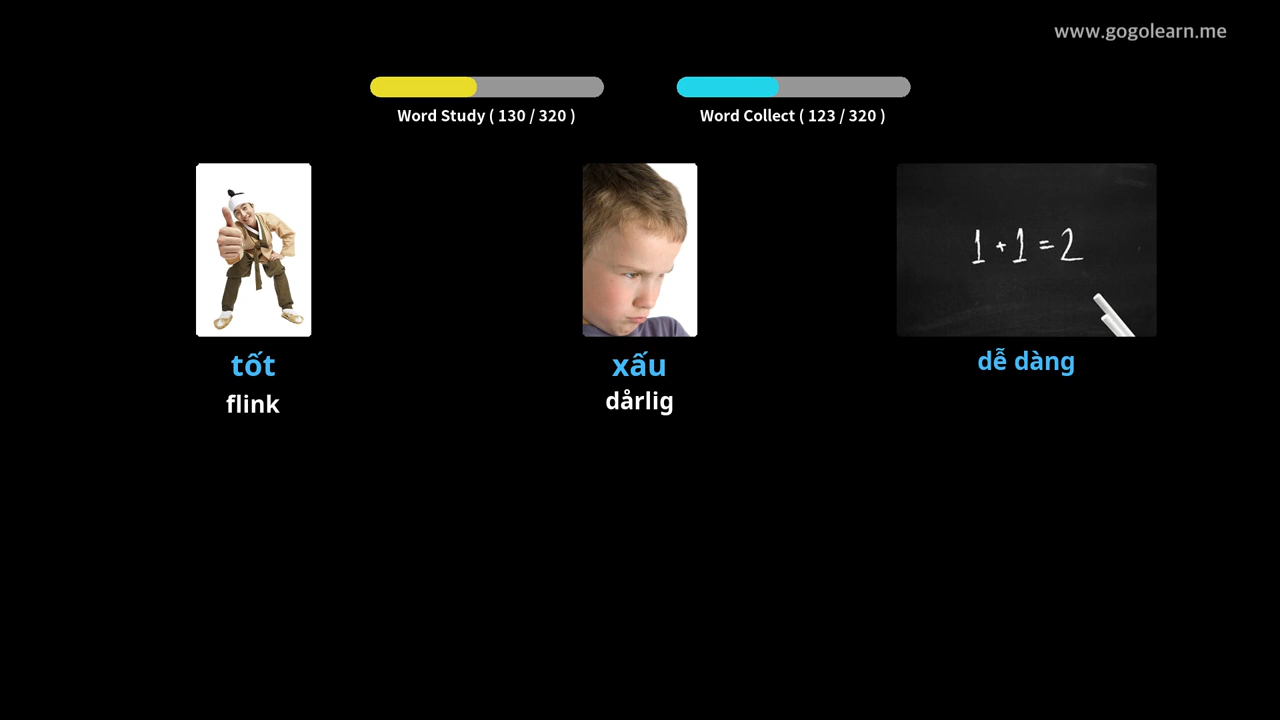 www.gogolearn.me
Word Study ( 130 / 320 )
Word Collect ( 123 / 320 )
1 + 1 = 2
tốt
flink
xấu
dårlig
dễ dàng